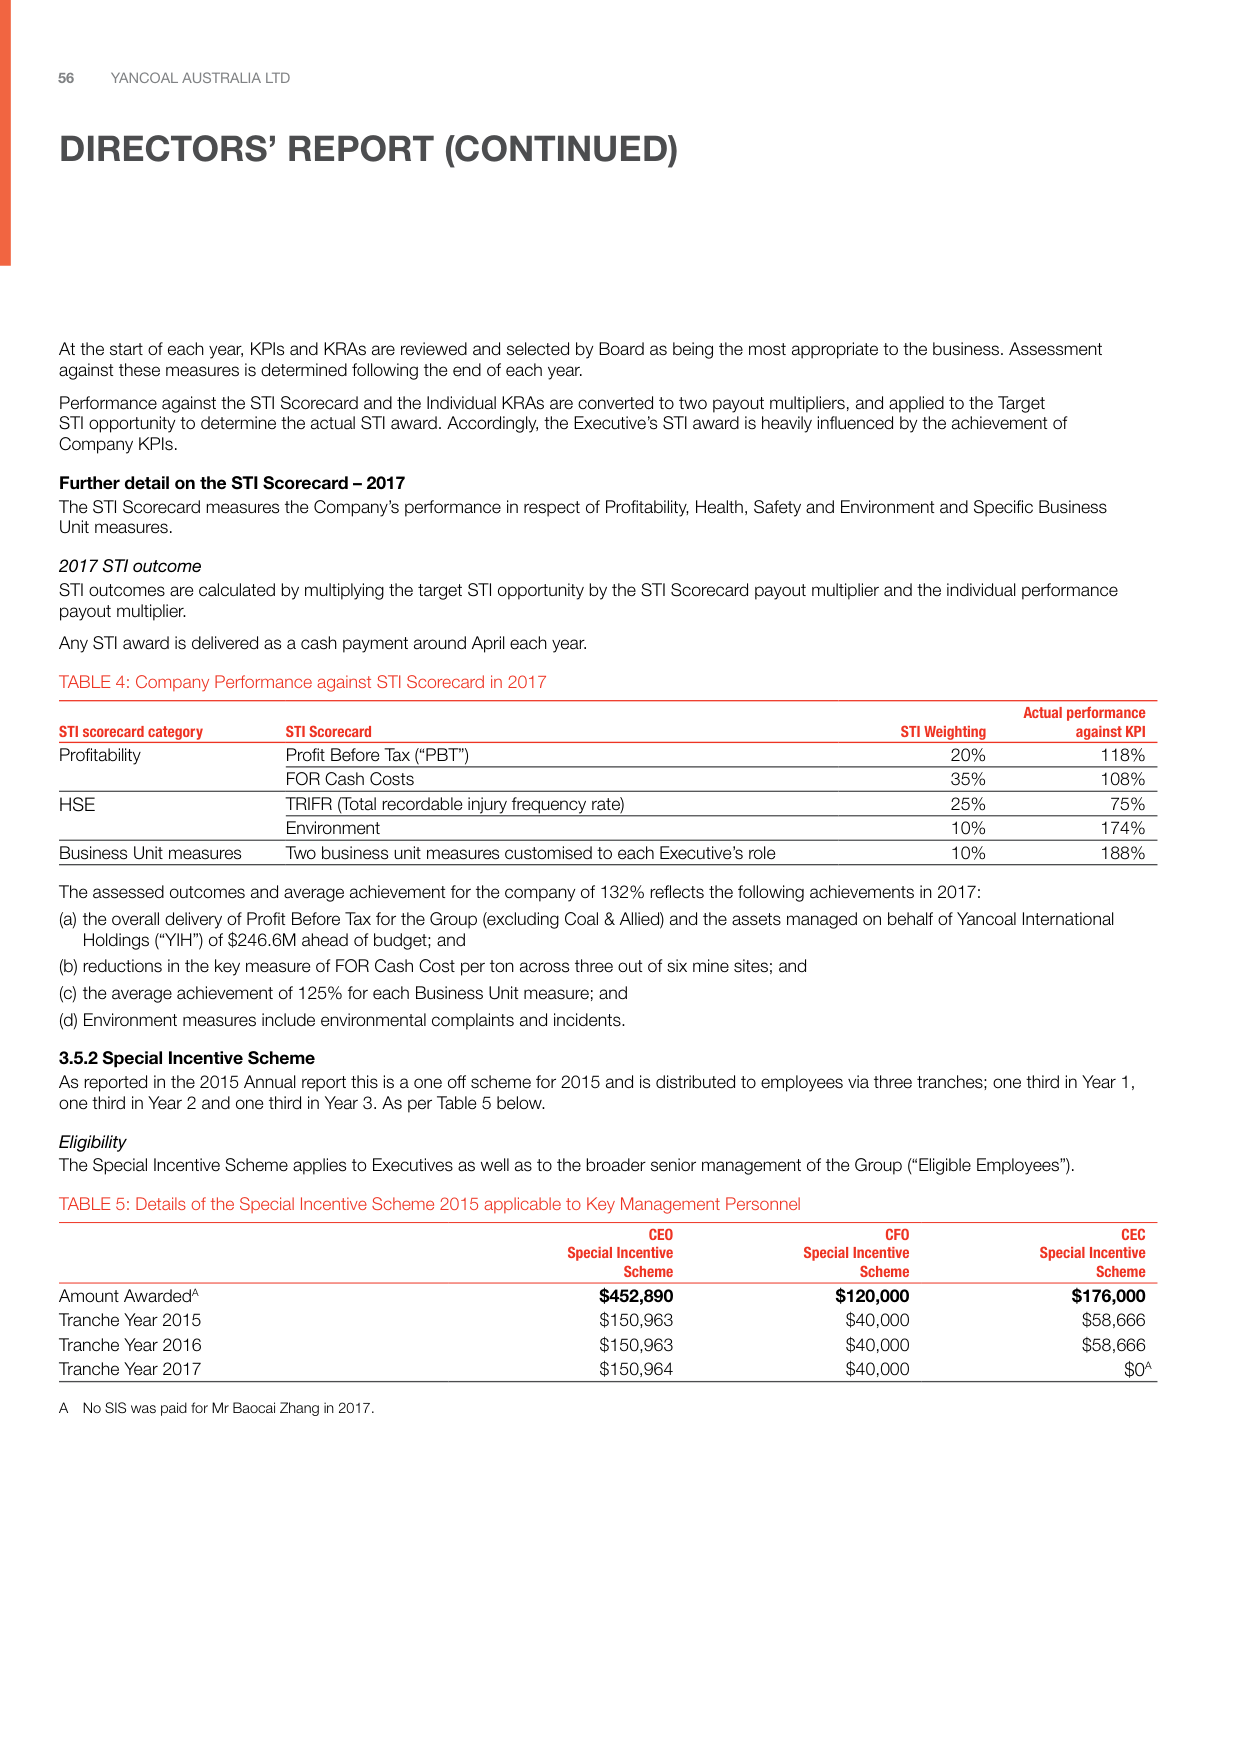 56 YANCOAL AUSTRALIA LTD
DIRECTORS’ REPORT (CONTINUED)
At the start of each year, KPIs and KRAs are reviewed and selected by Board as being the most appropriate to the business. Assessment
against these measures is determined following the end of each year.
Performance against the STI Scorecard and the Individual KRAs are converted to two payout multipliers, and applied to the Target
STI opportunity to determine the actual STI award. Accordingly, the Executive’s STI award is heavily influenced by the achievement of
Company KPIs.
Further detail on the STI Scorecard – 2017
The STI Scorecard measures the Company’s performance in respect of Profitability, Health, Safety and Environment and Specific Business
Unit measures.
2017 STI outcome
STI outcomes are calculated by multiplying the target STI opportunity by the STI Scorecard payout multiplier and the individual performance
payout multiplier.
Any STI award is delivered as a cash payment around April each year.
TABLE 4: Company Performance against STI Scorecard in 2017
Actual performance
STI scorecard category STI Scorecard STI Weighting against KPI
Profitability Profit Before Tax (“PBT”) 20% 118%
FOR Cash Costs 35% 108%
HSE TRIFR (Total recordable injury frequency rate) 25% 75%
Environment 10% 174%
Business Unit measures Two business unit measures customised to each Executive’s role 10% 188%
The assessed outcomes and average achievement for the company of 132% reflects the following achievements in 2017:
(a) the overall delivery of Profit Before Tax for the Group (excluding Coal & Allied) and the assets managed on behalf of Yancoal International
Holdings (“YIH”) of $246.6M ahead of budget; and
(b) reductions in the key measure of FOR Cash Cost per ton across three out of six mine sites; and
(c) the average achievement of 125% for each Business Unit measure; and
(d) Environment measures include environmental complaints and incidents.
3.5.2 Special Incentive Scheme
As reported in the 2015 Annual report this is a one off scheme for 2015 and is distributed to employees via three tranches; one third in Year 1,
one third in Year 2 and one third in Year 3. As per Table 5 below.
Eligibility
The Special Incentive Scheme applies to Executives as well as to the broader senior management of the Group (“Eligible Employees”).
TABLE 5: Details of the Special Incentive Scheme 2015 applicable to Key Management Personnel
CEO CFO CEC
Special Incentive Special Incentive Special Incentive
Scheme Scheme Scheme
Amount AwardedA $452,890 $120,000 $176,000
Tranche Year 2015 $150,963 $40,000 $58,666
Tranche Year 2016 $150,963 $40,000 $58,666
Tranche Year 2017 $150,964 $40,000 $0A
A No SIS was paid for Mr Baocai Zhang in 2017.